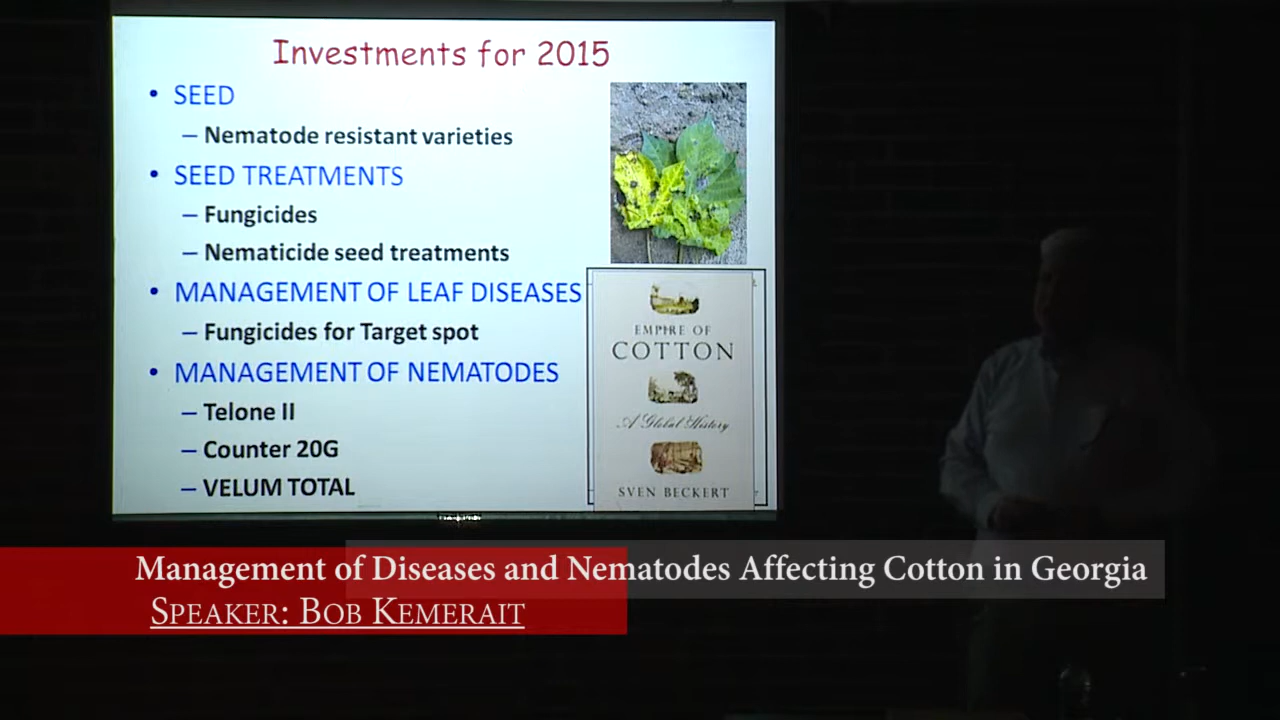 Investments for 2015
• SEED
– Nematode resistant varieties
• SEED TREATMENTS
– Fungicides
– Nematicide seed treatments
• MANAGEMENT OF LEAF DISEASES
– Fungicides for Target spot
• MANAGEMENT OF NEMATODES
– Telone II
– Counter 20G
– VELUM TOTAL
EMPIRE OF
COTTON
A Global History
SVEN BECKERT
Management of Diseases and Nematodes Affecting Cotton in Georgia
SPEAKER: BOB KEMERAIT